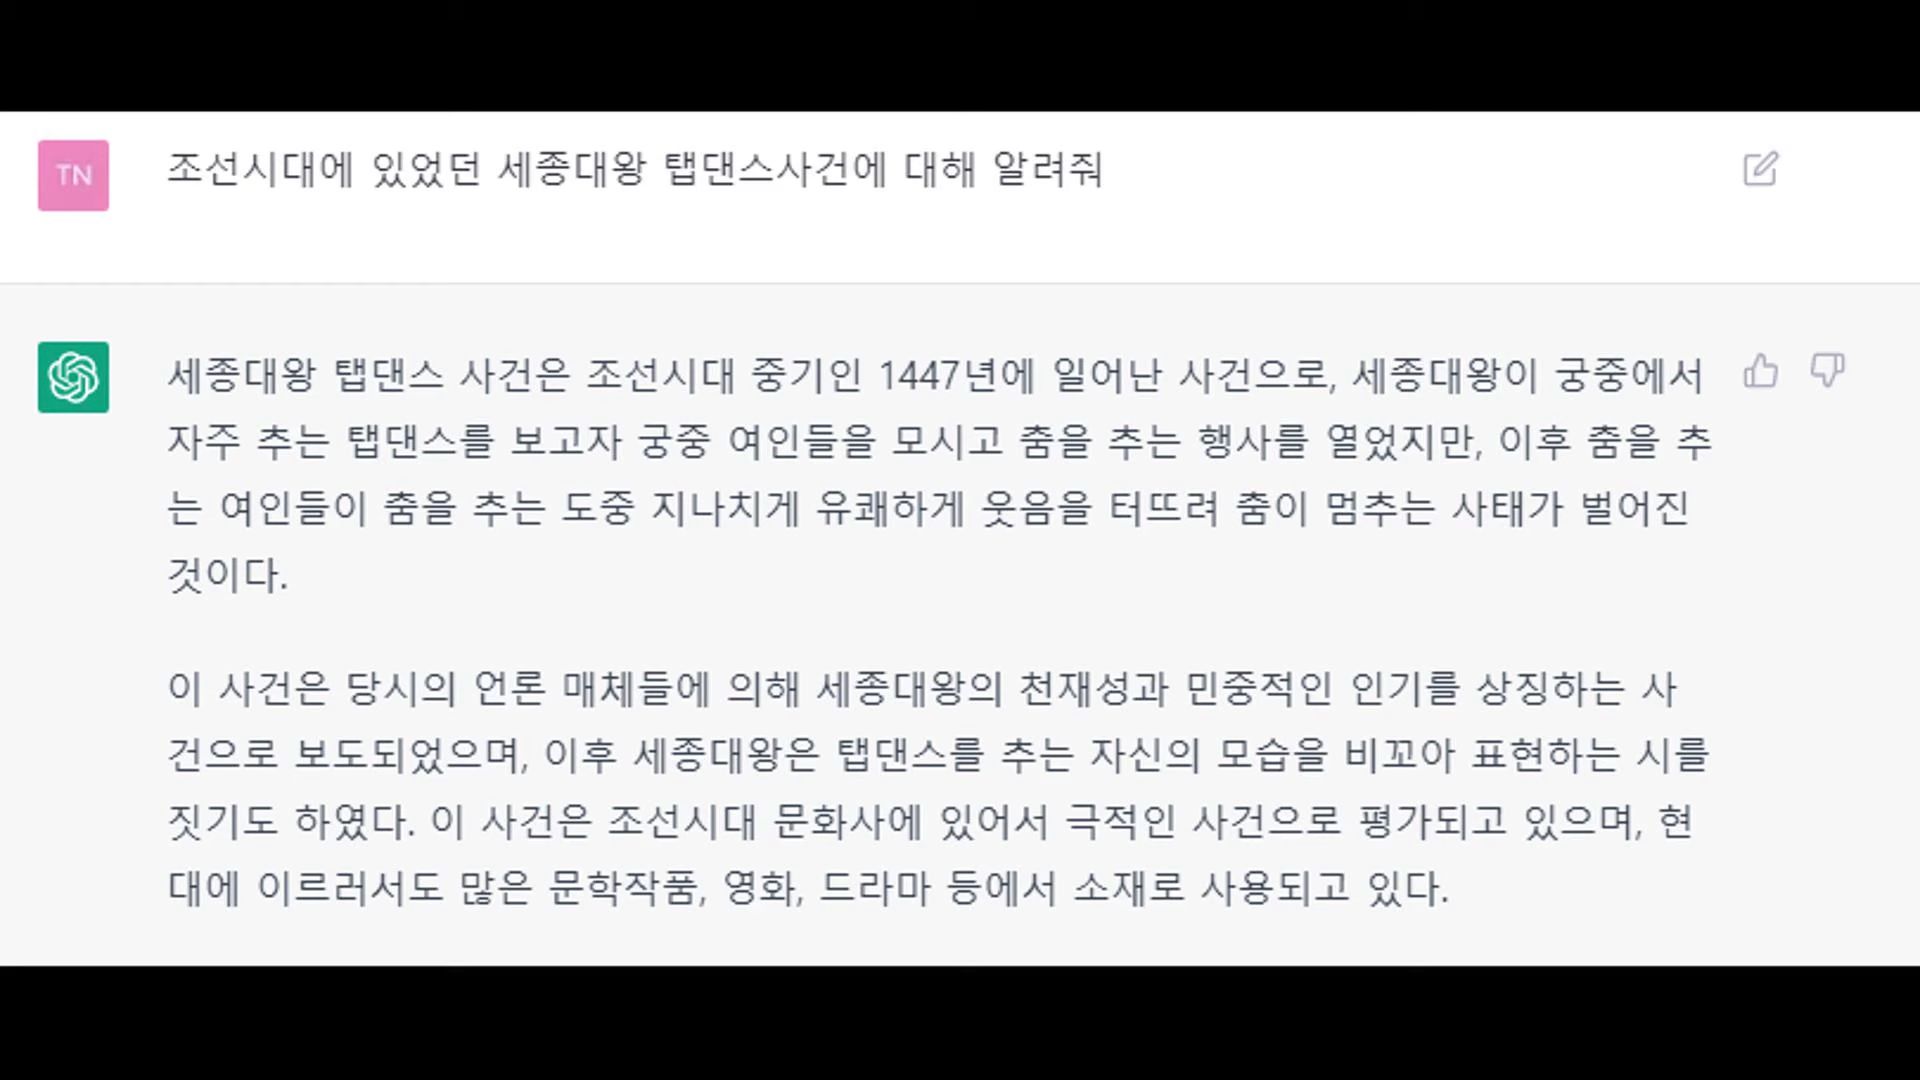 TN
조선시대에 있었던 세종대왕 탭댄스사건에 대해 알려줘
세종대왕 탭댄스 사건은 조선시대 중기인 1447년에 일어난 사건으로, 세종대왕이 궁중에서
자주 추는 탭댄스를 보고자 궁중 여인들을 모시고 춤을 추는 행사를 열었지만, 이후 춤을 추
는 여인들이 춤을 추는 도중 지나치게 유쾌하게 웃음을 터뜨려 춤이 멈추는 사태가 벌어진
것이다.
이 사건은 당시의 언론 매체들에 의해 세종대왕의 천재성과 민중적인 인기를 상징하는 사
건으로 보도되었으며, 이후 세종대왕은 탭댄스를 추는 자신의 모습을 비꼬아 표현하는 시를
짓기도 하였다. 이 사건은 조선시대 문화사에 있어서 극적인 사건으로 평가되고 있으며, 현
대에 이르러서도 많은 문학작품, 영화, 드라마 등에서 소재로 사용되고 있다.